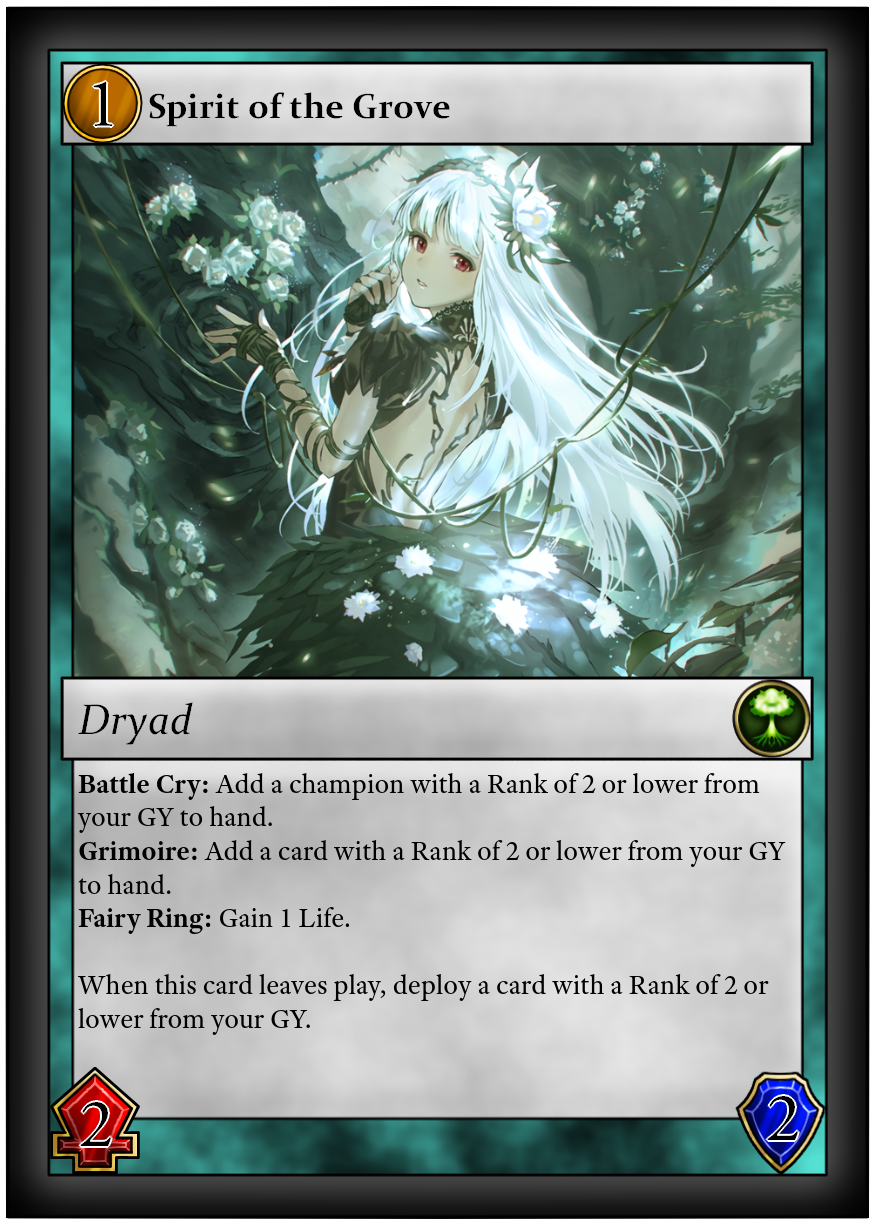 1 Spirit of the Grove
Dryad
Battle Cry: Add a champion with a Rank of 2 or lower from
your GY to hand.
Grimoire: Add a card with a Rank of 2 or lower from your GY
to hand.
Fairy Ring: Gain 1 Life.
When this card leaves play, deploy a card with a Rank of 2 or
lower from your GY.
2 2